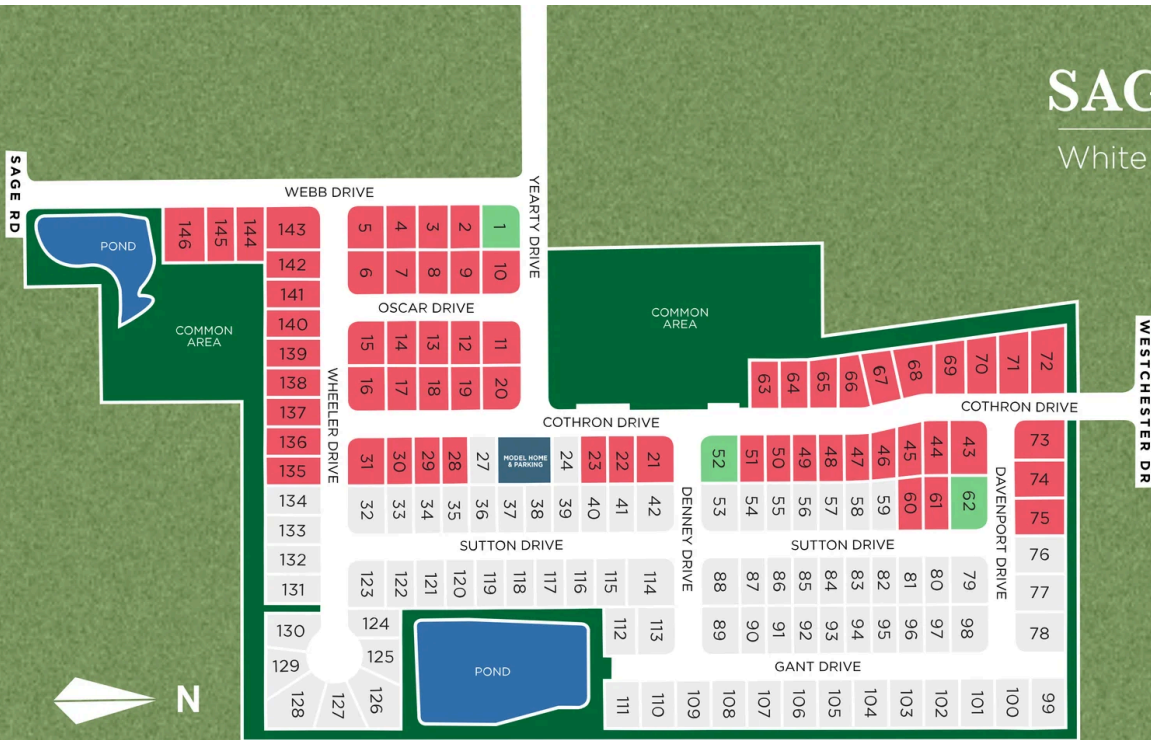 SAG
White
SAGE RD
WEBB DRIVE
YEARTY DRIVE
POND
146 145 144 143
5 4 3 2 1
142
6 7 8 9 10
141
OSCAR DRIVE
COMMON
AREA
COMMON
AREA
140
139
15 14 13 12 11
138
16 17 18 19 20
137
WHEELER DRIVE
63 64 65 66 67 68 69 70 71 72
WESTCHESTER DR
COTHRON DRIVE
COTHRON DRIVE
136
135
31 30 29 28 27
MODEL HOME
& PARKING
24 23 22 21
52 51 50 49 48 47 46 45 44 43
73
74
134
32 33 34 35 36 37 38 39 40 41 42
53 54 55 56 57 58 59 60 61 62
75
133
DENNEY DRIVE
DAVENPORT DRIVE
SUTTON DRIVE
SUTTON DRIVE
132
76
131
123 122 121 120 119 118 117 116 115 114
88 87 86 85 84 83 82 81 80 79
77
130
124
112 113
89 90 91 92 93 94 95 96 97 98
78
129
125
POND
GANT DRIVE
128 127 126
111 110 109 108 107 106 105 104 103 102 101 100 99
N